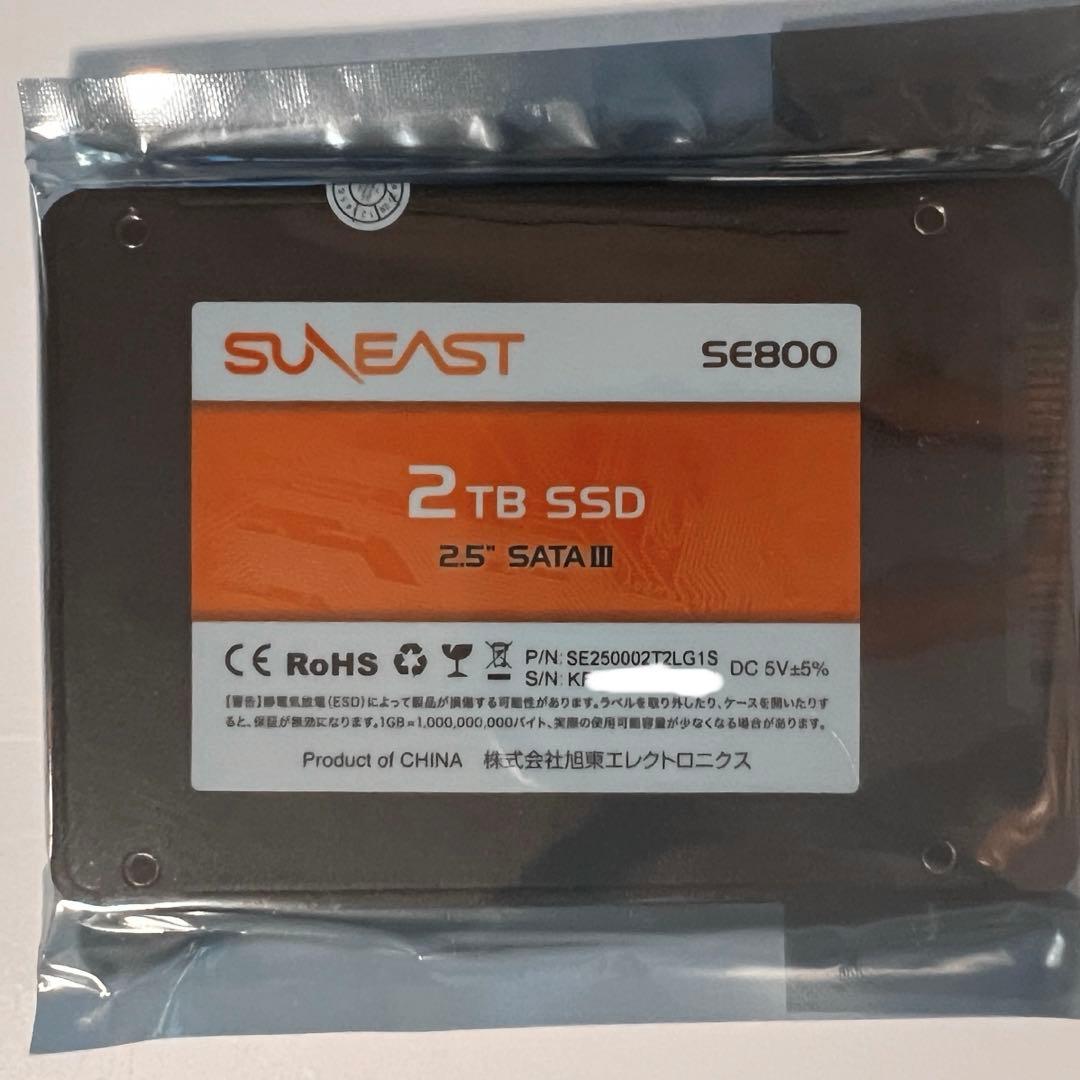 SUNEAST
SE800
2TB SSD
2.5" SATA III
CE RoHS
P/N: SE250002T2LG1S
S/N:
DC 5V±5%
【警告】静電気放電(ESD)によって製品が損傷する可能性があります。ラベルを取り外したり、ケースを開いたりす
ると、保証が無効になります。1GB=1,000,000,000バイト、実際の使用可能容量が少なくなる場合があります。
Product of CHINA 株式会社旭東エレクトロニクス